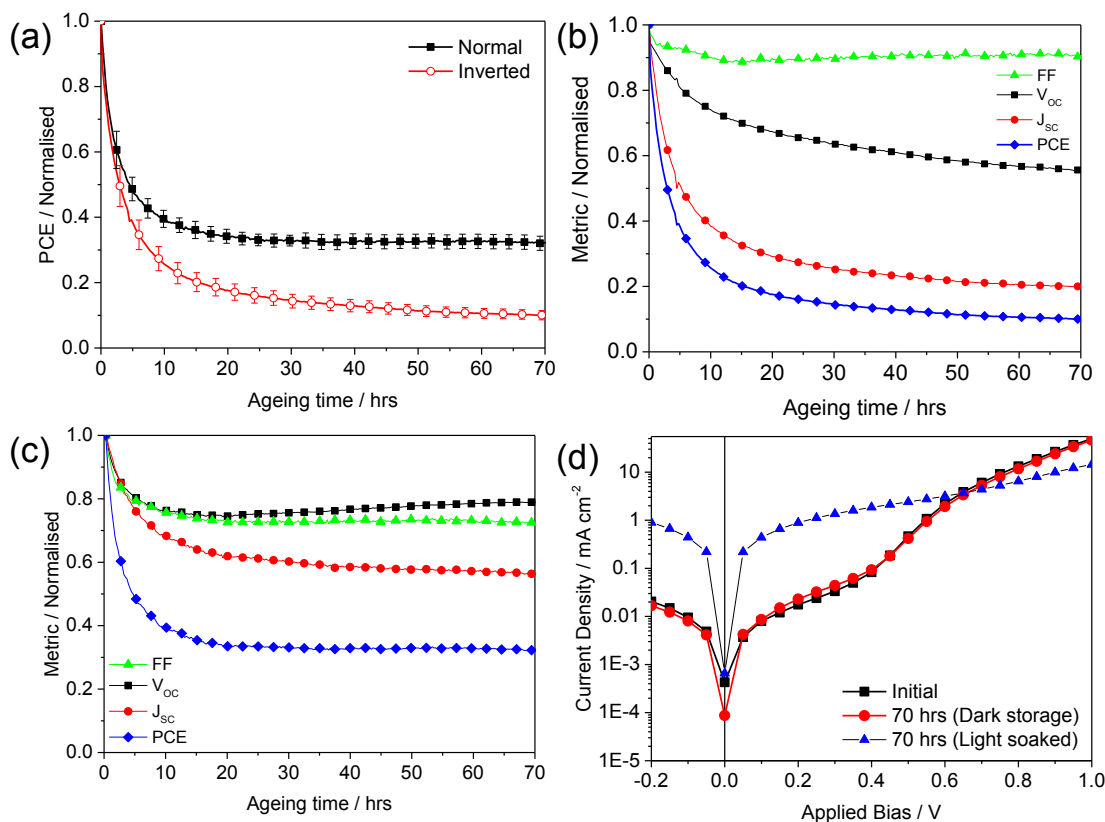 (a)
Normal
Inverted
PCE / Normalised
1.0
0.8
0.6
0.4
0.2
0.0
0 10 20 30 40 50 60 70
Ageing time / hrs
(b)
FF
V_OC
J_SC
PCE
Metric / Normalised
1.0
0.8
0.6
0.4
0.2
0.0
0 10 20 30 40 50 60 70
Ageing time / hrs
(c)
FF
V_OC
J_SC
PCE
Metric / Normalised
1.0
0.8
0.6
0.4
0.2
0.0
0 10 20 30 40 50 60 70
Ageing time / hrs
(d)
Initial
70 hrs (Dark storage)
70 hrs (Light soaked)
Current Density / mA cm⁻²
10
1
0.1
0.01
1E-3
1E-4
1E-5
-0.2 0.0 0.2 0.4 0.6 0.8 1.0
Applied Bias / V